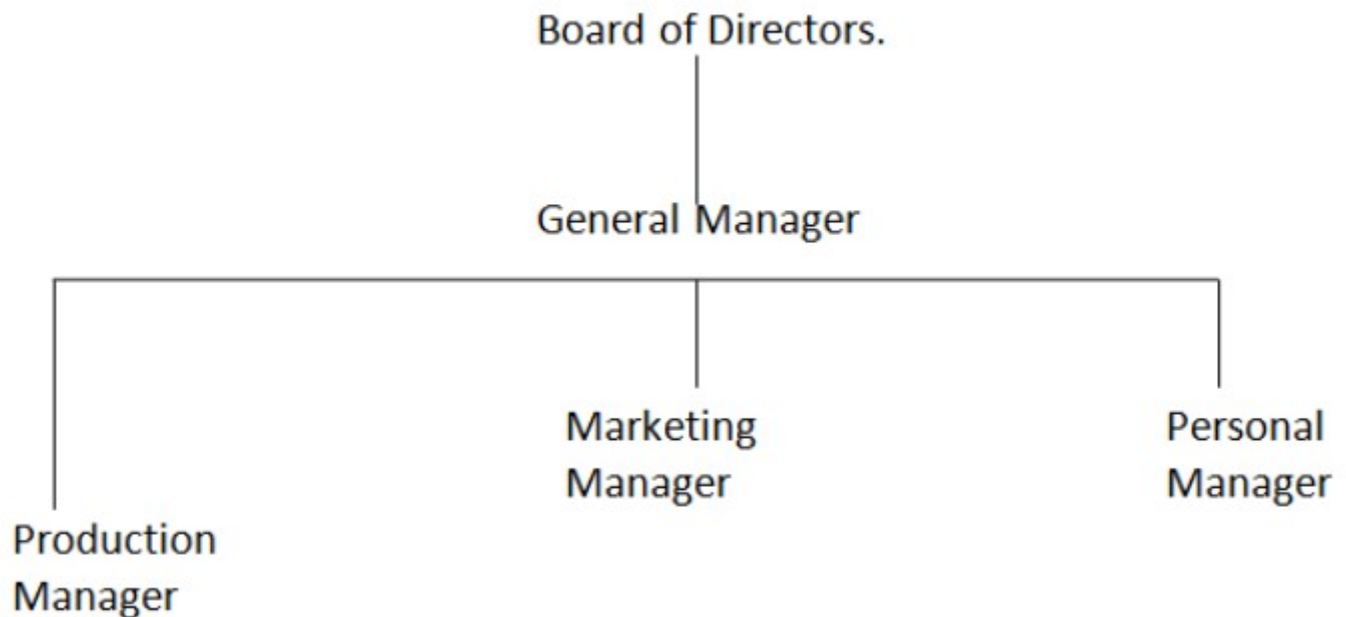 Board of Directors.
General Manager
Marketing
Manager
Personal
Manager
Production
Manager